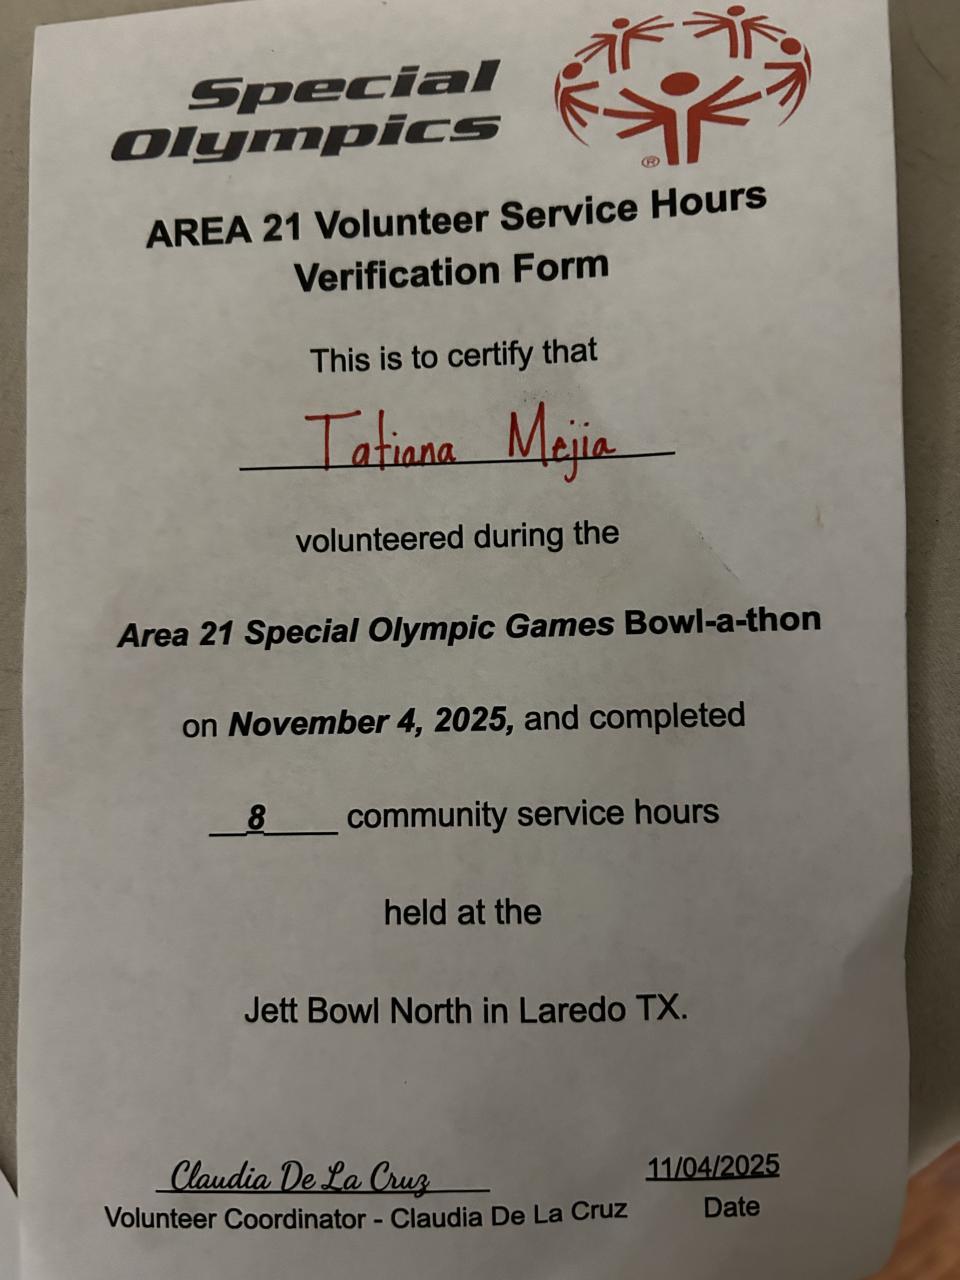 Special
Olympics
®
AREA 21 Volunteer Service Hours
Verification Form
This is to certify that
Tatiana Mejia
volunteered during the
Area 21 Special Olympic Games Bowl-a-thon
on November 4, 2025, and completed
8 community service hours
held at the
Jett Bowl North in Laredo TX.
Claudia De La Cruz 11/04/2025
Volunteer Coordinator - Claudia De La Cruz Date